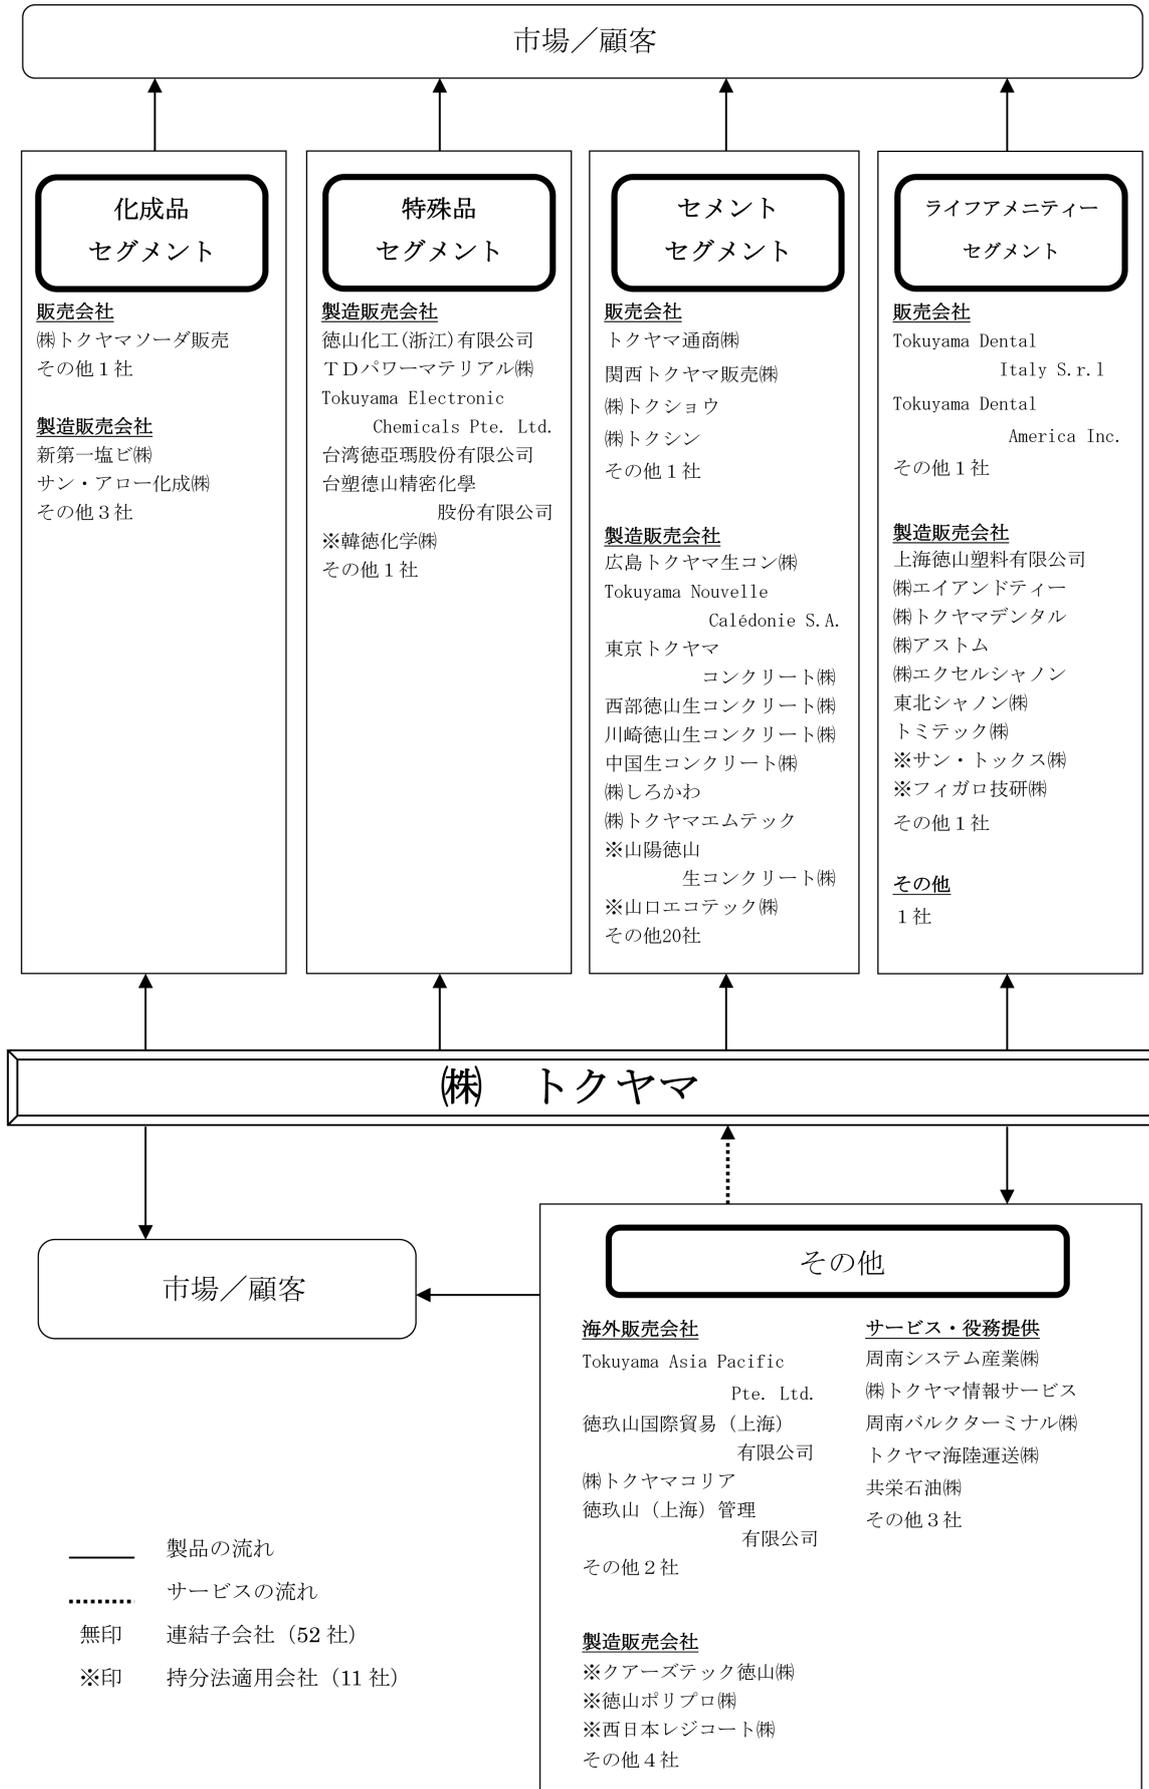 市場／顧客
化成品
セグメント
販売会社
㈱トクヤマソーダ販売
その他１社
製造販売会社
新第一塩ビ㈱
サン・アロー化成㈱
その他３社
特殊品
セグメント
製造販売会社
徳山化工(浙江)有限公司
ＴＤパワーマテリアル㈱
Tokuyama Electronic
Chemicals Pte. Ltd.
台湾徳亞瑪股份有限公司
台塑徳山精密化學
股份有限公司
※韓徳化学㈱
その他１社
セメント
セグメント
販売会社
トクヤマ通商㈱
関西トクヤマ販売㈱
㈱トクショウ
㈱トクシン
その他１社
製造販売会社
広島トクヤマ生コン㈱
Tokuyama Nouvelle
Calédonie S.A.
東京トクヤマ
コンクリート㈱
西部徳山生コンクリート㈱
川崎徳山生コンクリート㈱
中国生コンクリート㈱
㈱しろかわ
㈱トクヤマエムテック
※山陽徳山
生コンクリート㈱
※山口エコテック㈱
その他20社
ライフアメニティー
セグメント
販売会社
Tokuyama Dental
Italy S.r.l
Tokuyama Dental
America Inc.
その他１社
製造販売会社
上海徳山塑料有限公司
㈱エイアンドティー
㈱トクヤマデンタル
㈱アストム
㈱エクセルシャノン
東北シャノン㈱
トミテック㈱
※サン・トックス㈱
※フィガロ技研㈱
その他１社
その他
１社
㈱　トクヤマ
市場／顧客
その他
海外販売会社
Tokuyama Asia Pacific
Pte. Ltd.
徳玖山国際貿易（上海）
有限公司
㈱トクヤマコリア
徳玖山（上海）管理
有限公司
その他２社
製造販売会社
※クアーズテック徳山㈱
※徳山ポリプロ㈱
※西日本レジコート㈱
その他４社
サービス・役務提供
周南システム産業㈱
㈱トクヤマ情報サービス
周南バルクターミナル㈱
トクヤマ海陸運送㈱
共栄石油㈱
その他３社
製品の流れ
サービスの流れ
無印　連結子会社（52 社）
※印　持分法適用会社（11 社）